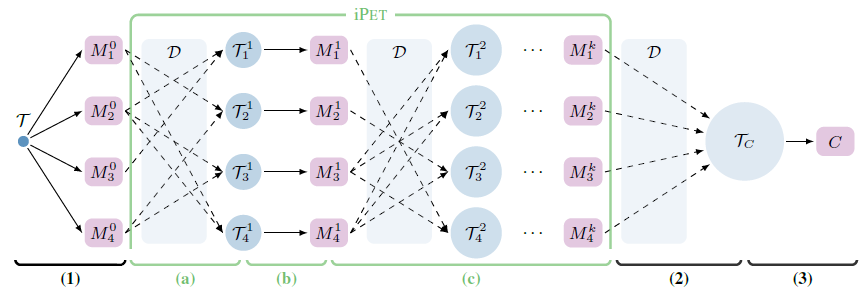 iPET
𝒯 M₁⁰ 𝒟 𝒯₁¹ M₁¹ 𝒟 𝒯₁² ··· M₁ᵏ 𝒟
M₂⁰ 𝒯₂¹ M₂¹ 𝒯₂² ··· M₂ᵏ
𝒯_C C
M₃⁰ 𝒯₃¹ M₃¹ 𝒯₃² ··· M₃ᵏ
M₄⁰ 𝒯₄¹ M₄¹ 𝒯₄² ··· M₄ᵏ
(1) (a) (b) (c) (2) (3)